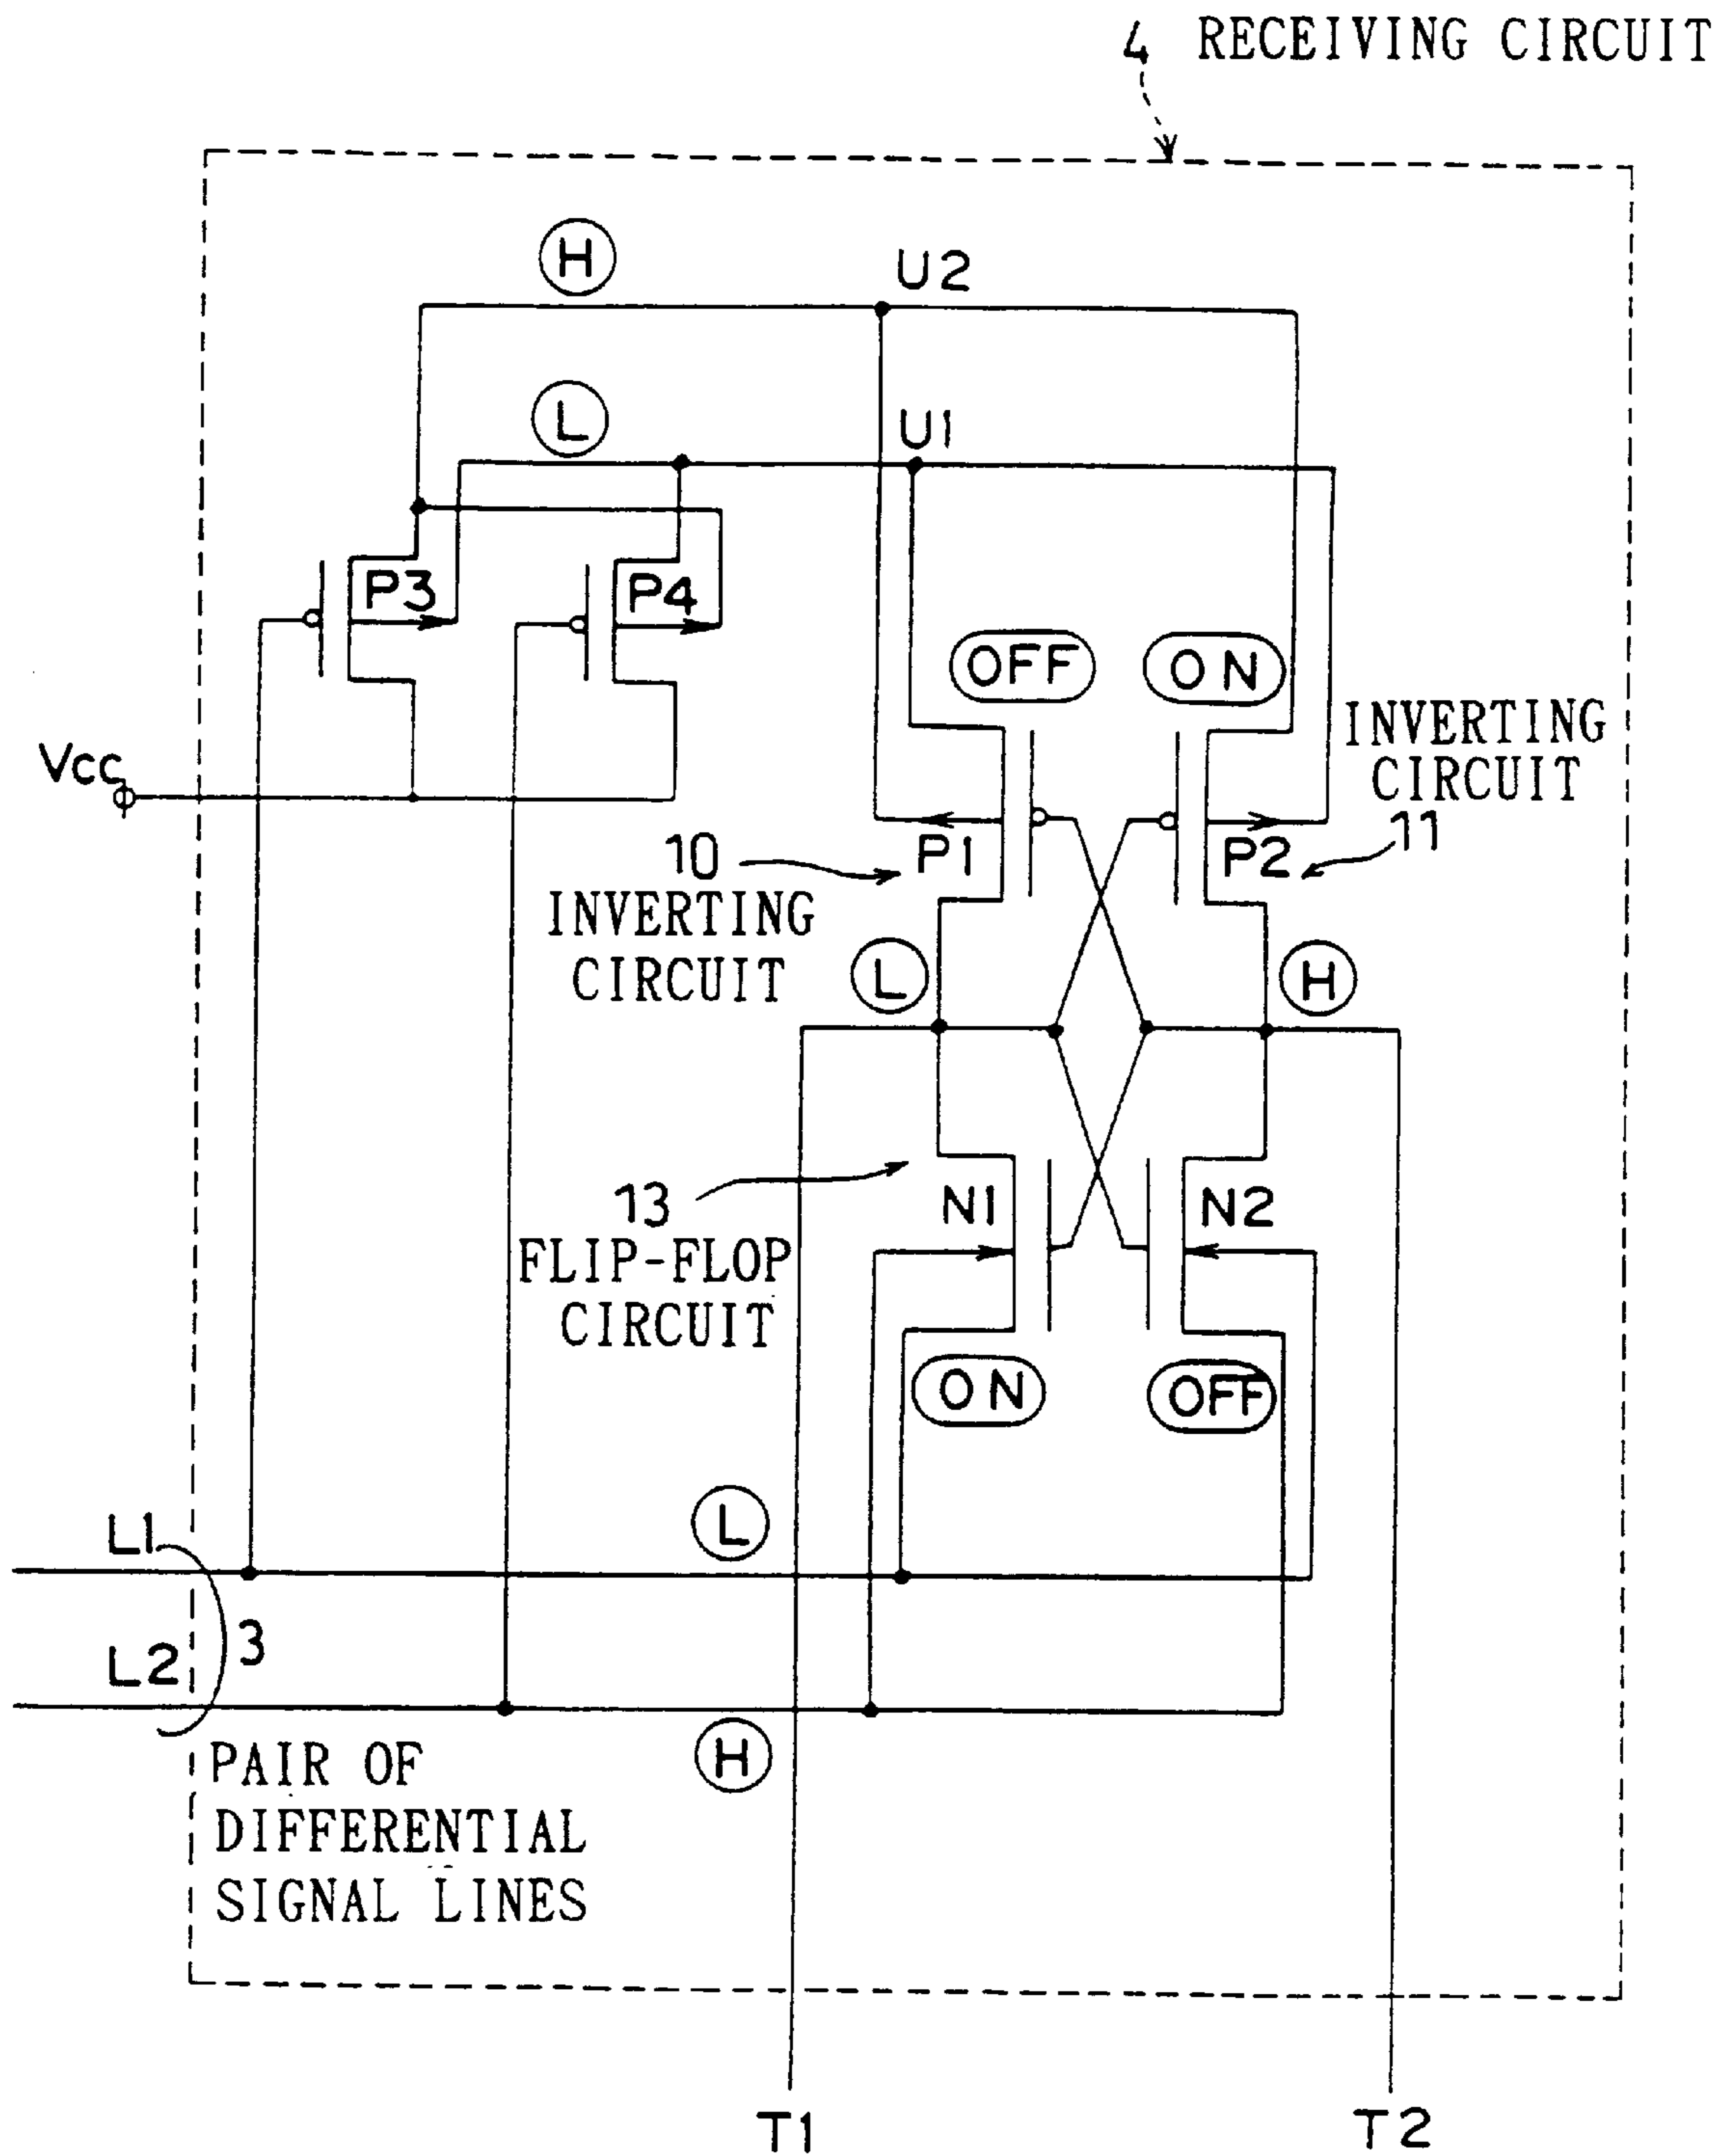 4 RECEIVING CIRCUIT
H
U2
L
U1
P3
P4
OFF
ON
Vcc
INVERTING
CIRCUIT
11
10
INVERTING
CIRCUIT
P1
P2
L
H
13
FLIP-FLOP
CIRCUIT
N1
N2
ON
OFF
L1
L
L2
3
H
PAIR OF
DIFFERENTIAL
SIGNAL LINES
T1
T2